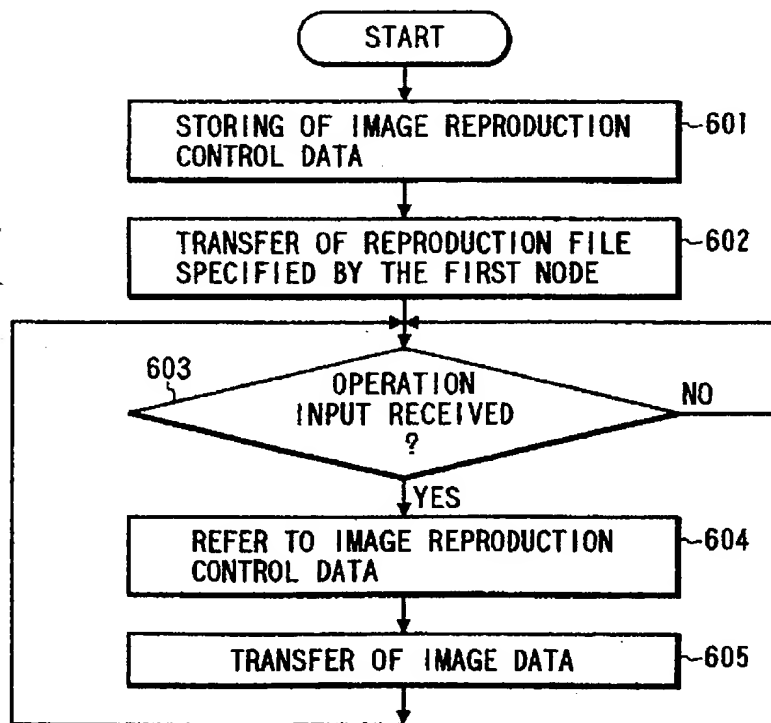 START
STORING OF IMAGE REPRODUCTION
CONTROL DATA
601
TRANSFER OF REPRODUCTION FILE
SPECIFIED BY THE FIRST NODE
602
603
OPERATION
INPUT RECEIVED
?
NO
YES
REFER TO IMAGE REPRODUCTION
CONTROL DATA
604
TRANSFER OF IMAGE DATA
605